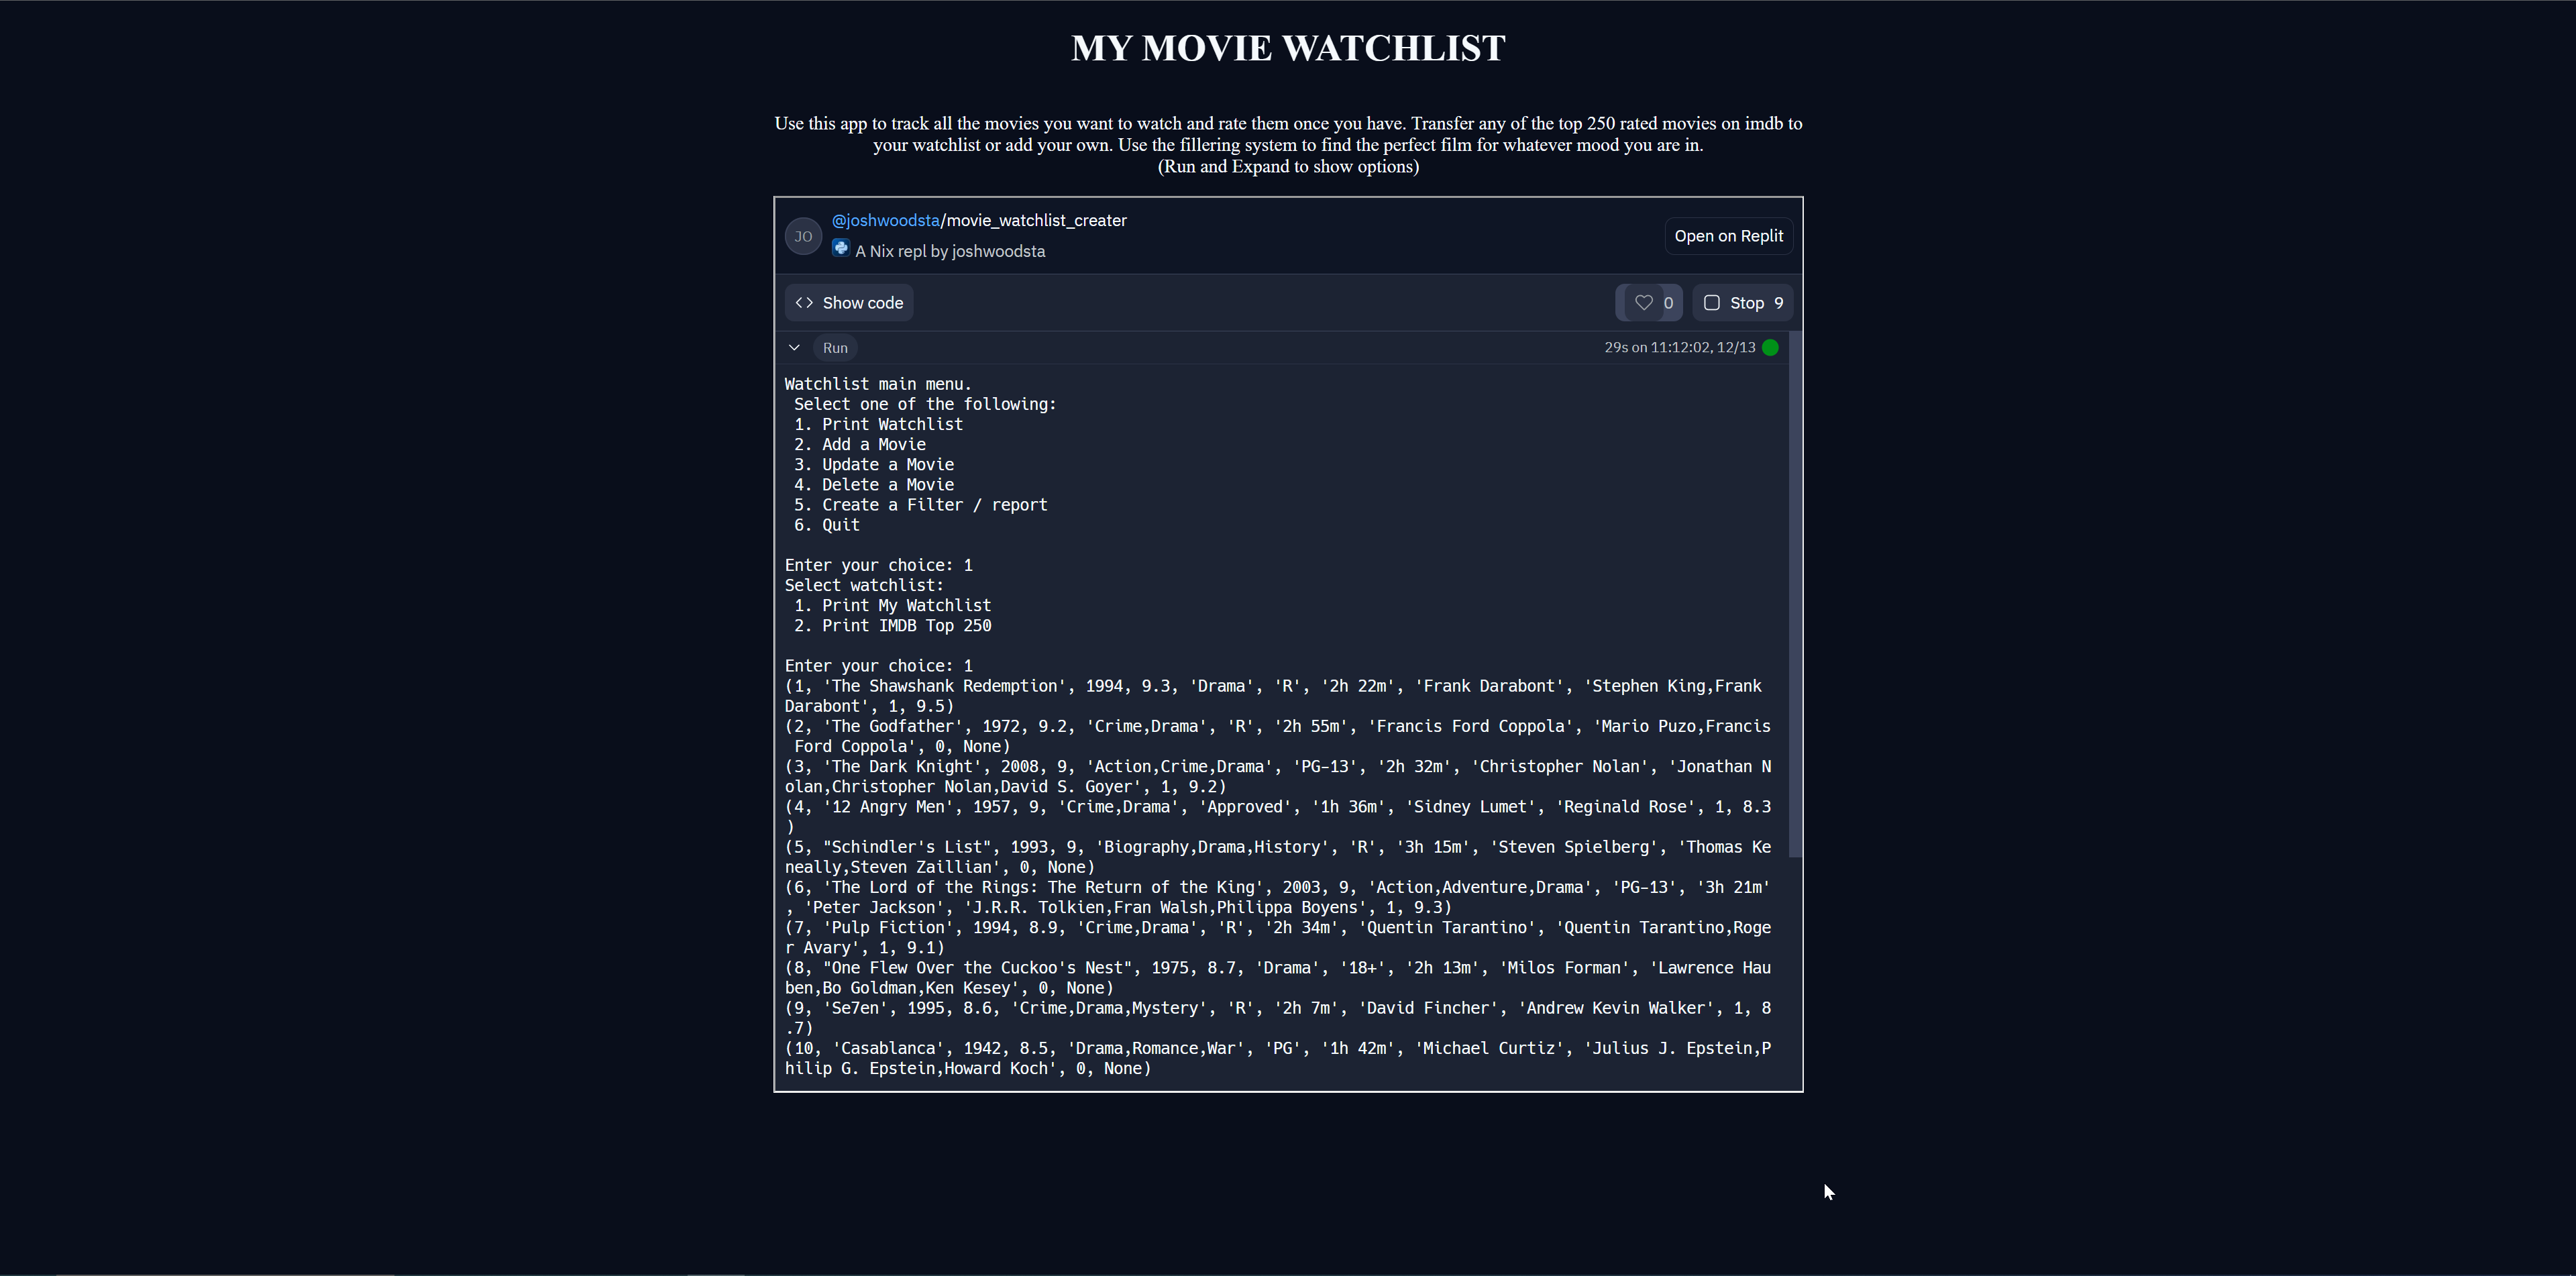 MY MOVIE WATCHLIST
Use this app to track all the movies you want to watch and rate them once you have. Transfer any of the top 250 rated movies on imdb to
your watchlist or add your own. Use the fillering system to find the perfect film for whatever mood you are in.
(Run and Expand to show options)
JO
@joshwoodsta/movie_watchlist_creater
A Nix repl by joshwoodsta
Open on Replit
<> Show code
0
Stop 9
Run
29s on 11:12:02, 12/13
Watchlist main menu.
Select one of the following:
1. Print Watchlist
2. Add a Movie
3. Update a Movie
4. Delete a Movie
5. Create a Filter / report
6. Quit
Enter your choice: 1
Select watchlist:
1. Print My Watchlist
2. Print IMDB Top 250
Enter your choice: 1
(1, 'The Shawshank Redemption', 1994, 9.3, 'Drama', 'R', '2h 22m', 'Frank Darabont', 'Stephen King,Frank
Darabont', 1, 9.5)
(2, 'The Godfather', 1972, 9.2, 'Crime,Drama', 'R', '2h 55m', 'Francis Ford Coppola', 'Mario Puzo,Francis
Ford Coppola', 0, None)
(3, 'The Dark Knight', 2008, 9, 'Action,Crime,Drama', 'PG-13', '2h 32m', 'Christopher Nolan', 'Jonathan N
olan,Christopher Nolan,David S. Goyer', 1, 9.2)
(4, '12 Angry Men', 1957, 9, 'Crime,Drama', 'Approved', '1h 36m', 'Sidney Lumet', 'Reginald Rose', 1, 8.3
)
(5, "Schindler's List", 1993, 9, 'Biography,Drama,History', 'R', '3h 15m', 'Steven Spielberg', 'Thomas Ke
neally,Steven Zaillian', 0, None)
(6, 'The Lord of the Rings: The Return of the King', 2003, 9, 'Action,Adventure,Drama', 'PG-13', '3h 21m'
, 'Peter Jackson', 'J.R.R. Tolkien,Fran Walsh,Philippa Boyens', 1, 9.3)
(7, 'Pulp Fiction', 1994, 8.9, 'Crime,Drama', 'R', '2h 34m', 'Quentin Tarantino', 'Quentin Tarantino,Roge
r Avary', 1, 9.1)
(8, "One Flew Over the Cuckoo's Nest", 1975, 8.7, 'Drama', '18+', '2h 13m', 'Milos Forman', 'Lawrence Hau
ben,Bo Goldman,Ken Kesey', 0, None)
(9, 'Se7en', 1995, 8.6, 'Crime,Drama,Mystery', 'R', '2h 7m', 'David Fincher', 'Andrew Kevin Walker', 1, 8
.7)
(10, 'Casablanca', 1942, 8.5, 'Drama,Romance,War', 'PG', '1h 42m', 'Michael Curtiz', 'Julius J. Epstein,P
hilip G. Epstein,Howard Koch', 0, None)